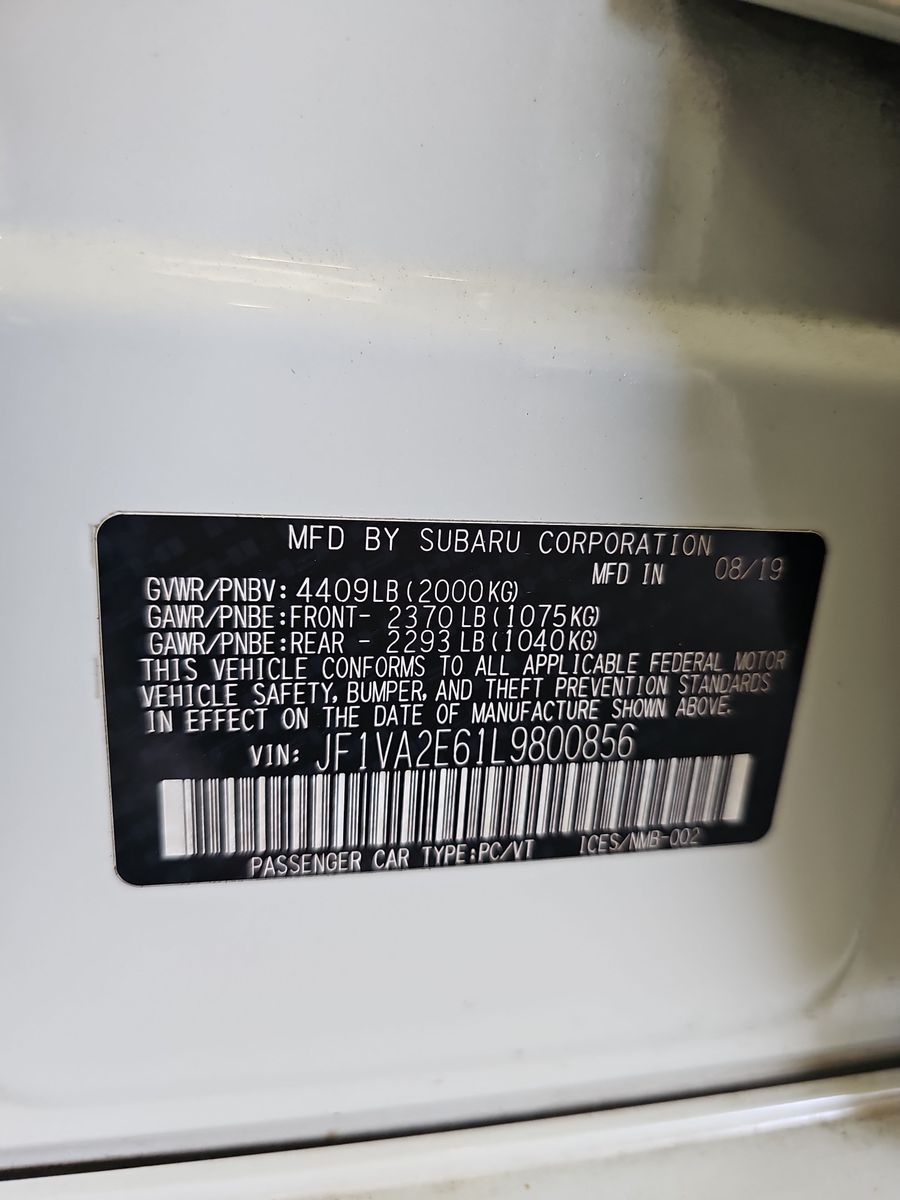 MFD BY SUBARU CORPORATION
MFD IN 08/19
GVWR/PNBV: 4409LB(2000KG)
GAWR/PNBE:FRONT- 2370LB(1075KG)
GAWR/PNBE:REAR - 2293LB(1040KG)
THIS VEHICLE CONFORMS TO ALL APPLICABLE FEDERAL MOTOR
VEHICLE SAFETY, BUMPER, AND THEFT PREVENTION STANDARDS
IN EFFECT ON THE DATE OF MANUFACTURE SHOWN ABOVE.
VIN: JF1VA2E61L9800856
PASSENGER CAR TYPE:PC/VT ICES/NMB-002